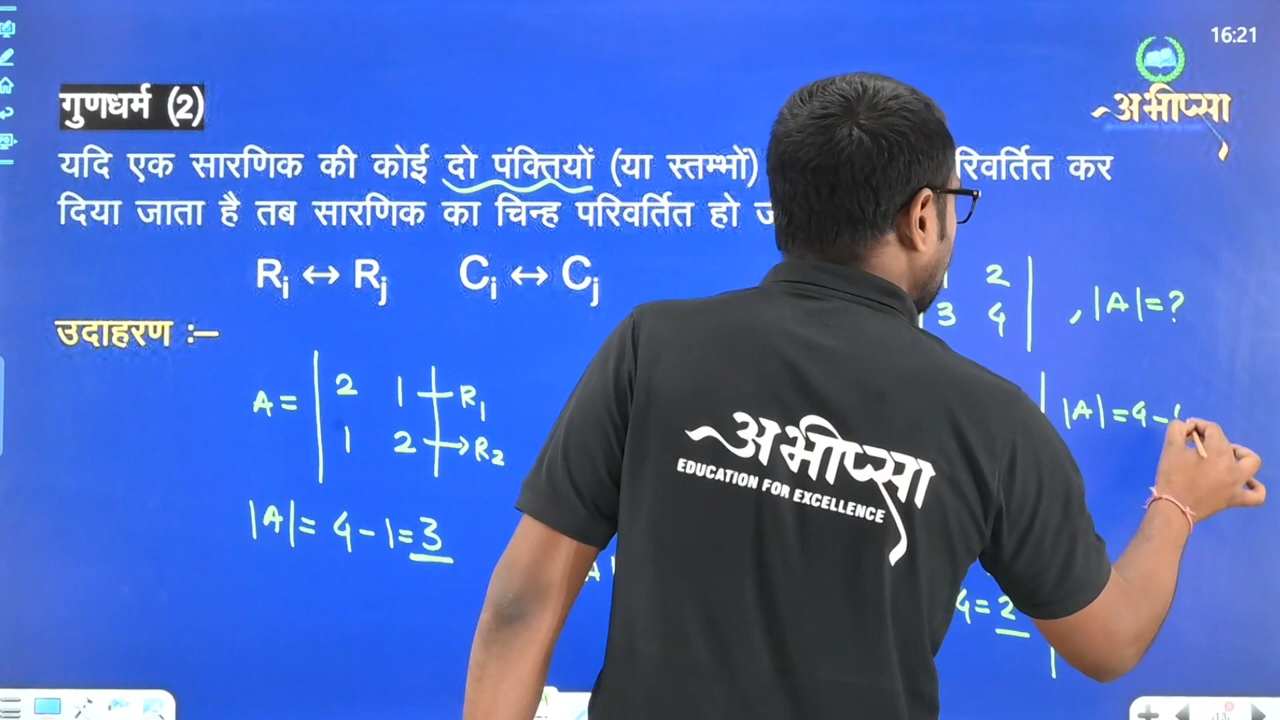 16:21
अभीप्सा
गुणधर्म (2)
यदि एक सारणिक की कोई दो पंक्तियों (या स्तम्भों) रिवर्तित कर
दिया जाता है तब सारणिक का चिन्ह परिवर्तित हो ज
Ri ↔ Rj Ci ↔ Cj
उदाहरण :–
1 2
3 4
, |A|=?
A = | 2 1 R1
1 2 → R2
|A|=4-
|A|= 4-1=3
4=2
अभीप्सा
EDUCATION FOR EXCELLENCE